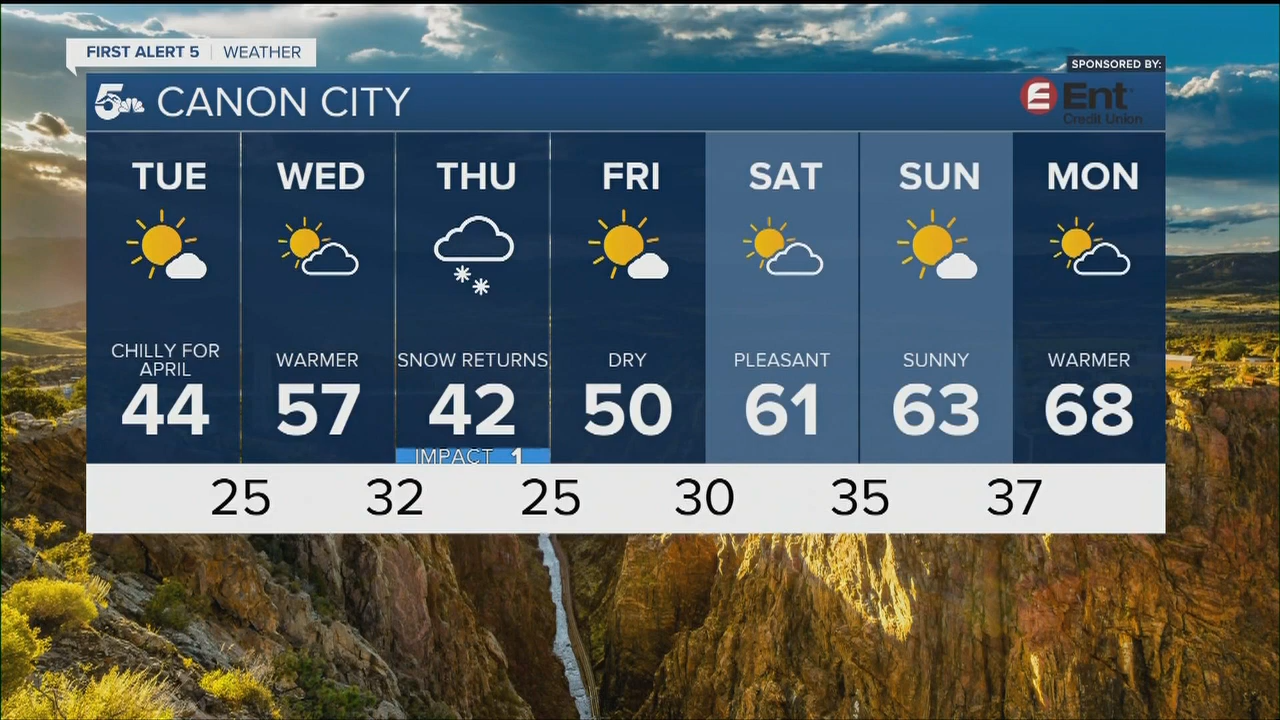 FIRST ALERT 5 | WEATHER
SPONSORED BY:
5 CANON CITY
Ent
Credit Union
TUE WED THU FRI SAT SUN MON
CHILLY FOR
APRIL
WARMER SNOW RETURNS DRY PLEASANT SUNNY WARMER
44 57 42 50 61 63 68
IMPACT 1
25 32 25 30 35 37